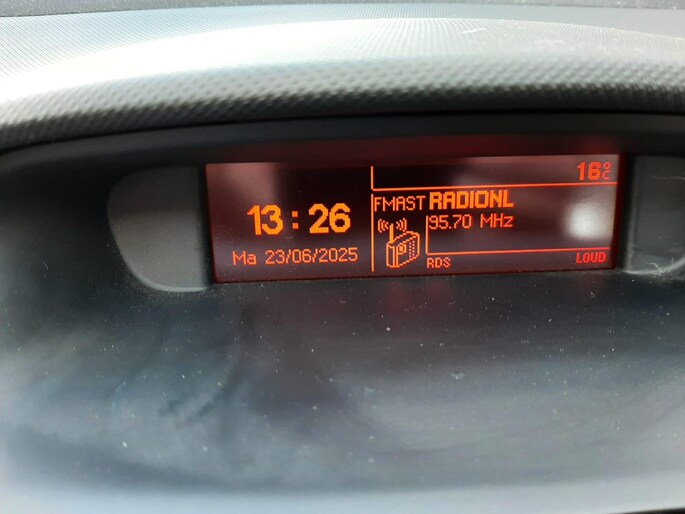 16°C
13:26
Ma 23/06/2025
FMAST RADIONL
95.70 MHz
RDS
LOUD